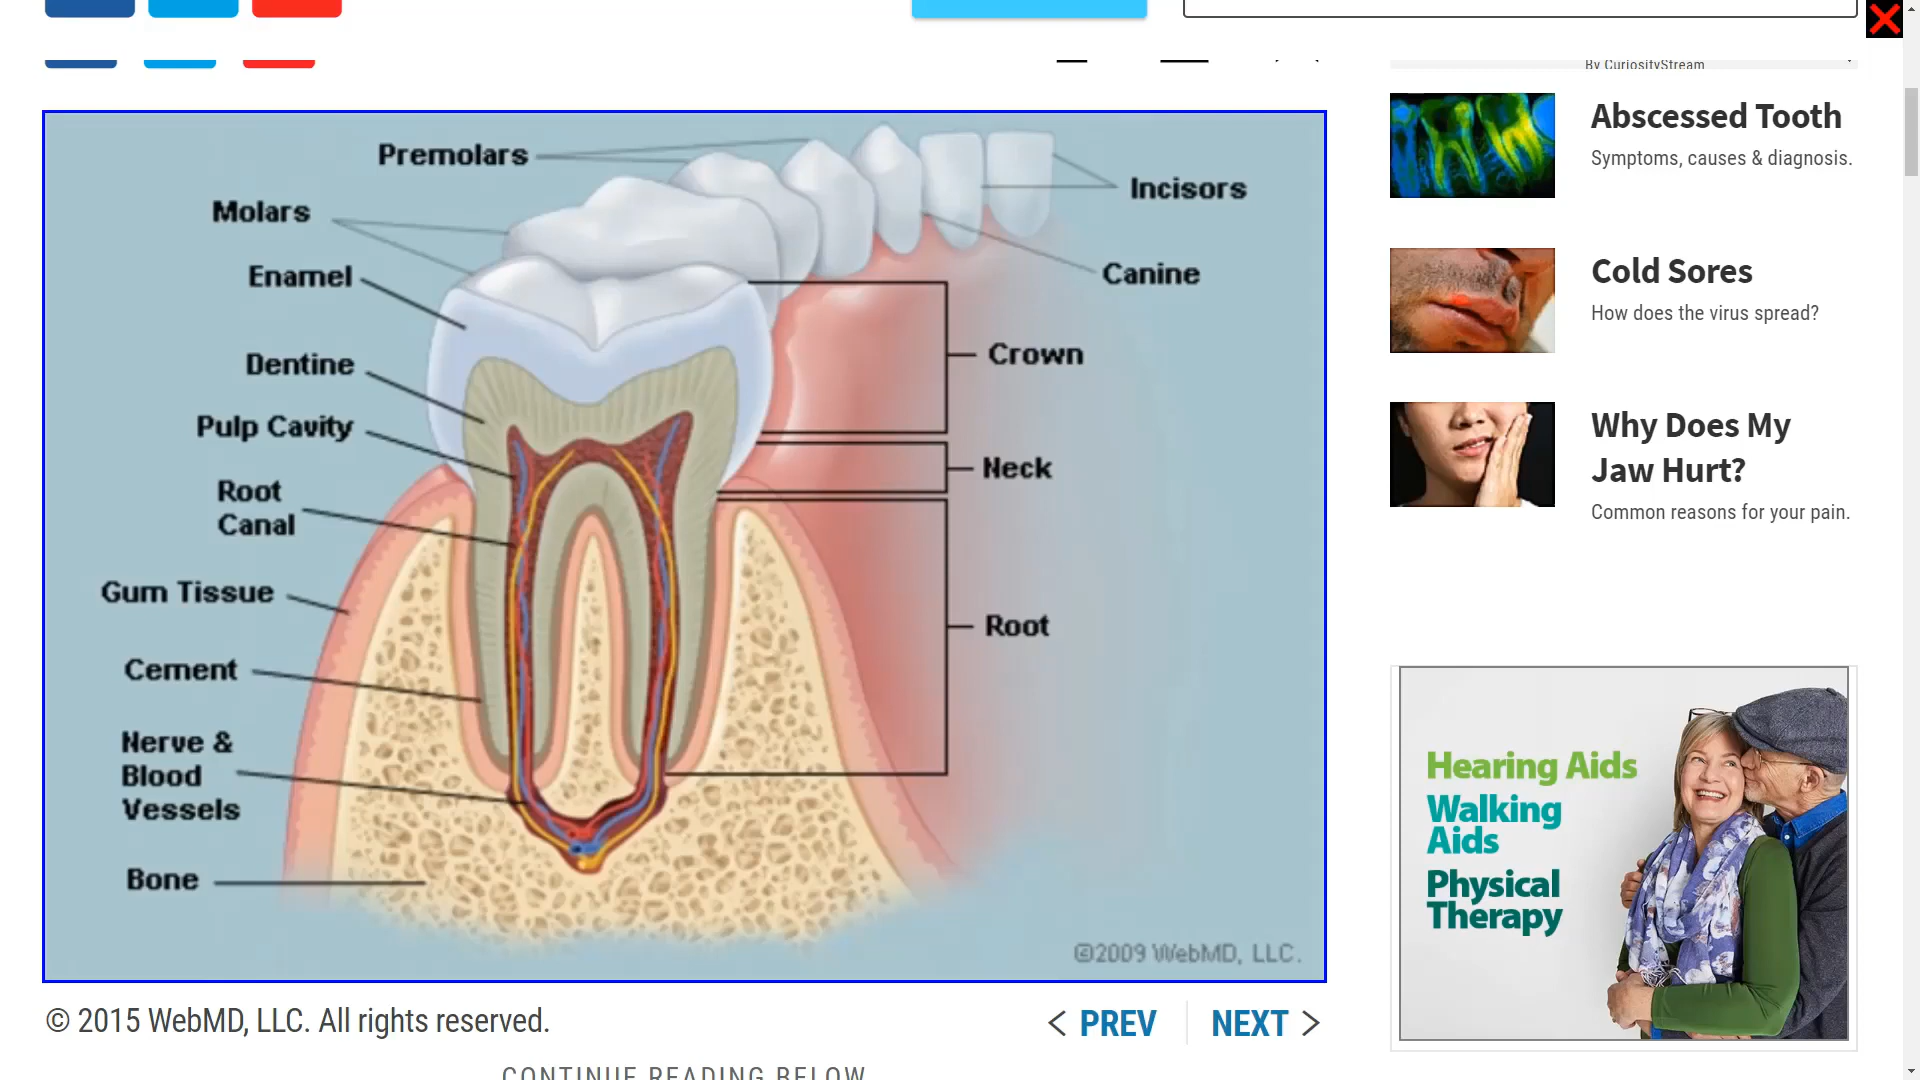 By CuriosityStream
Premolars
Molars
Incisors
Enamel
Canine
Dentine
Crown
Pulp Cavity
Neck
Root
Canal
Gum Tissue
Root
Cement
Nerve &
Blood
Vessels
Bone
©2009 WebMD, LLC.
© 2015 WebMD, LLC. All rights reserved.
PREV
NEXT
CONTINUE READING BELOW
Abscessed Tooth
Symptoms, causes & diagnosis.
Cold Sores
How does the virus spread?
Why Does My
Jaw Hurt?
Common reasons for your pain.
Hearing Aids
Walking
Aids
Physical
Therapy